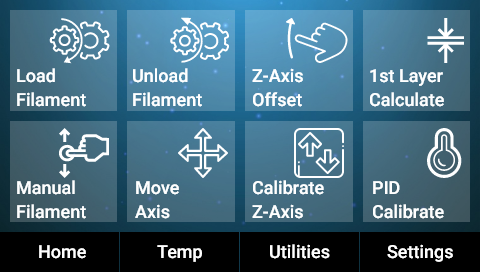 Load
Filament
Unload
Filament
Z-Axis
Offset
1st Layer
Calculate
Manual
Filament
Move
Axis
Calibrate
Z-Axis
PID
Calibrate
Home
Temp
Utilities
Settings